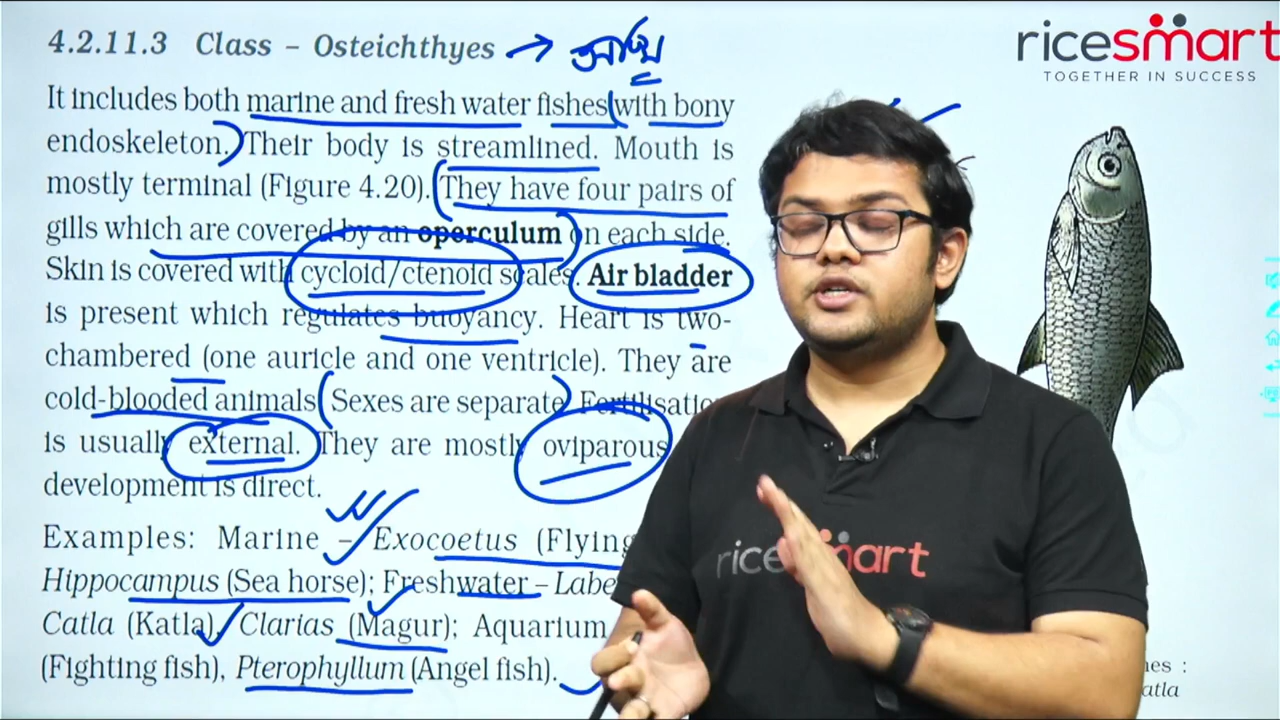 4.2.11.3 Class – Osteichthyes
ricesmart
TOGETHER IN SUCCESS
It includes both marine and fresh water fishes with bony
endoskeleton. Their body is streamlined. Mouth is
mostly terminal (Figure 4.20). They have four pairs of
gills which are covered by an operculum on each side.
Skin is covered with cycloid/ctenoid scales. Air bladder
is present which regulates buoyancy. Heart is two-
chambered (one auricle and one ventricle). They are
cold-blooded animals. Sexes are separate. Fertilisation
is usually external. They are mostly oviparous
development is direct.
Examples: Marine – Exocoetus (Flying
Hippocampus (Sea horse); Freshwater –
Catla (Katla), Clarias (Magur); Aquarium
(Fighting fish), Pterophyllum (Angel fish).
ricesmart